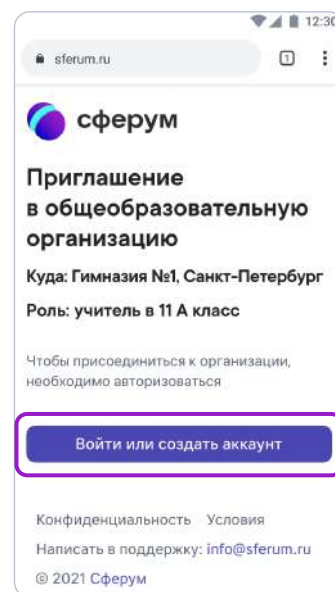 12:30
sferum.ru
1
сферум
Приглашение
в общеобразовательную
организацию
Куда: Гимназия №1, Санкт-Петербург
Роль: учитель в 11 А класс
Чтобы присоединиться к организации,
необходимо авторизоваться
Войти или создать аккаунт
Конфиденциальность Условия
Написать в поддержку: info@sferum.ru
© 2021 Сферум